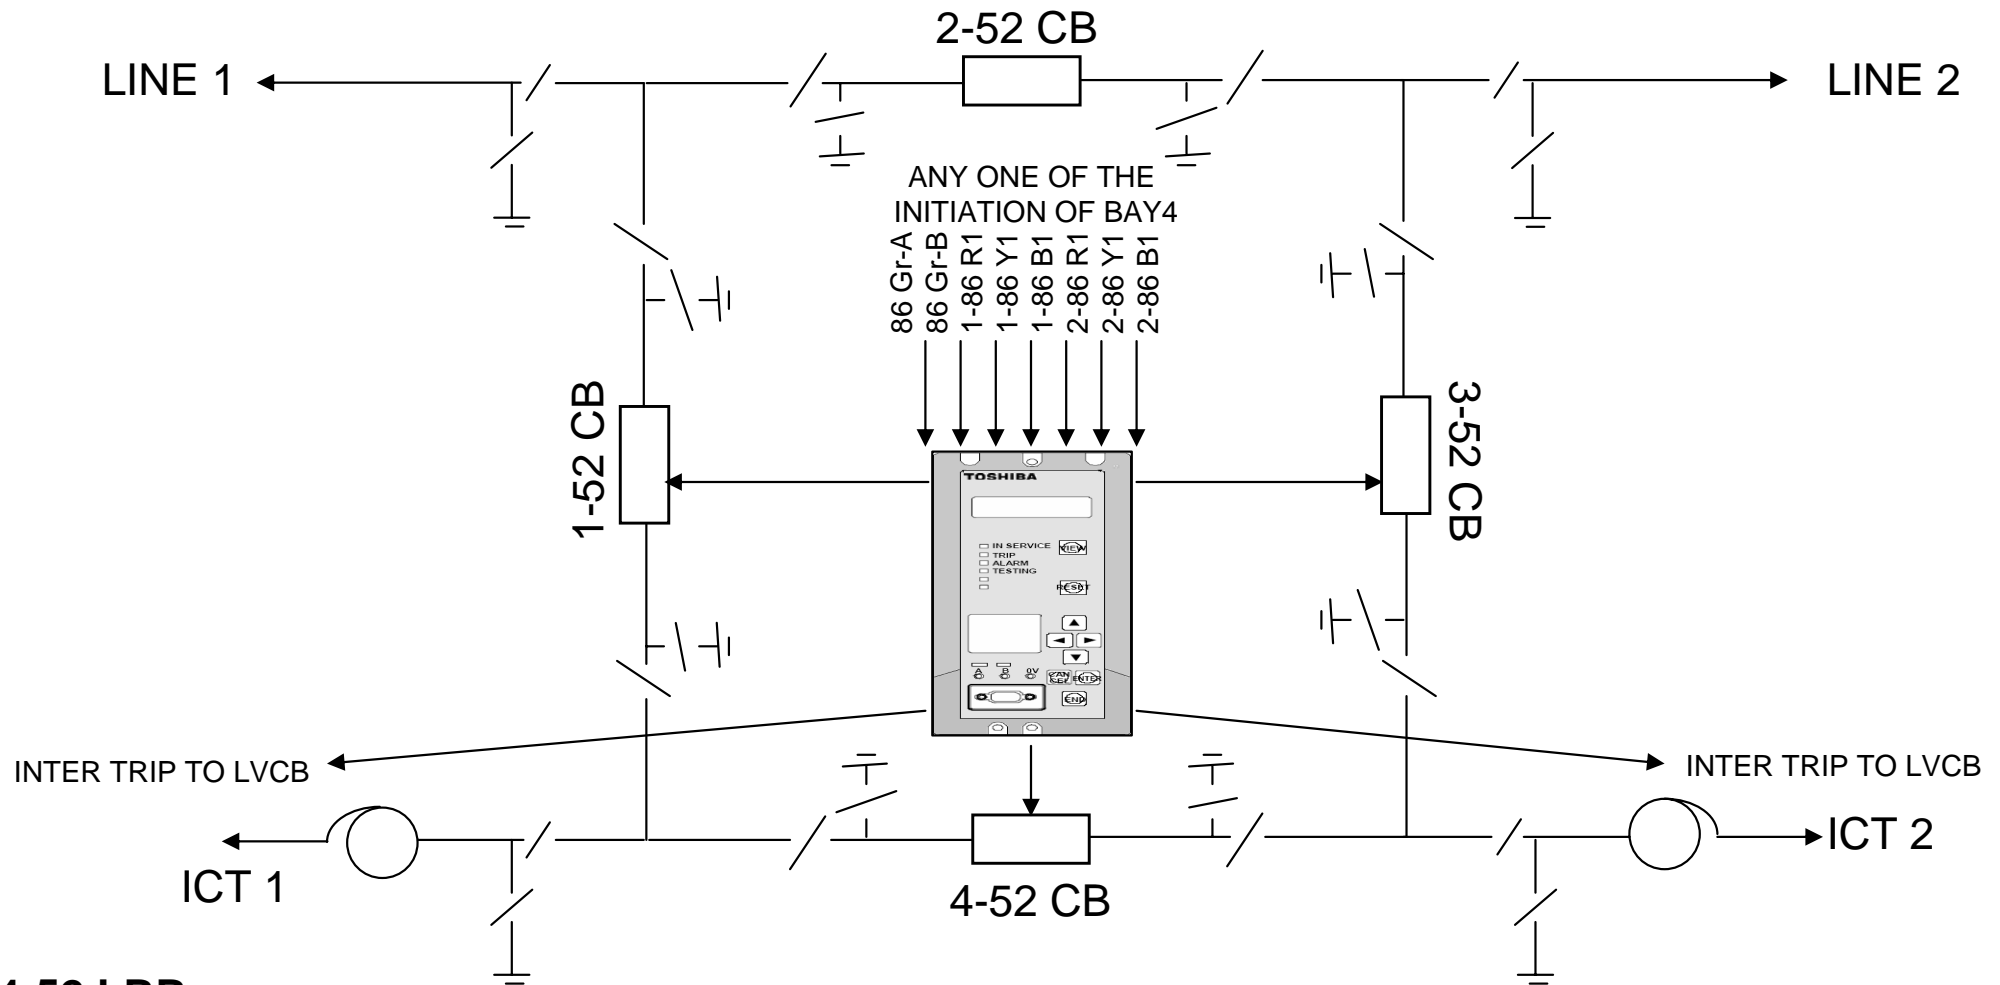 2-52 CB
LINE 1
LINE 2
ANY ONE OF THE
INITIATION OF BAY4
86 Gr-A
86 Gr-B
1-86 R1
1-86 Y1
1-86 B1
2-86 R1
2-86 Y1
2-86 B1
1-52 CB
3-52 CB
TOSHIBA
IN SERVICE
TRIP
ALARM
TESTING
VIEW
RESET
A
B
0V
CAN
CEL
ENTER
END
INTER TRIP TO LVCB
INTER TRIP TO LVCB
ICT 1
ICT 2
4-52 CB